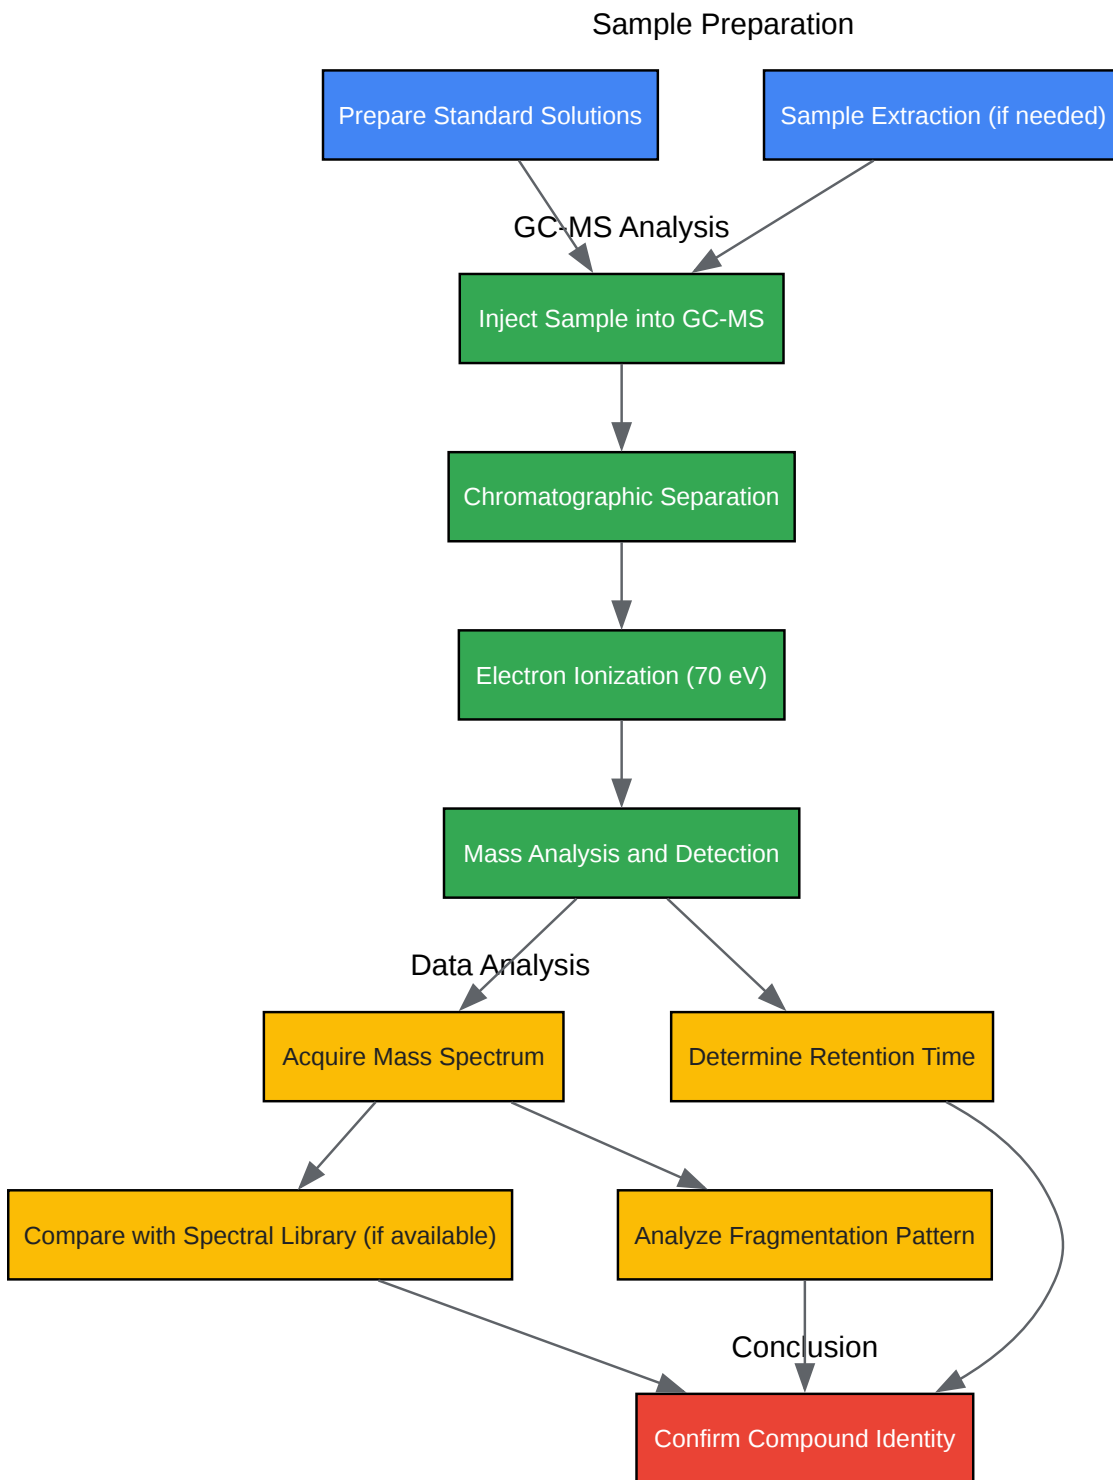 Sample Preparation
Prepare Standard Solutions
Sample Extraction (if needed)
GC-MS Analysis
Inject Sample into GC-MS
Chromatographic Separation
Electron Ionization (70 eV)
Mass Analysis and Detection
Data Analysis
Acquire Mass Spectrum
Determine Retention Time
Compare with Spectral Library (if available)
Analyze Fragmentation Pattern
Conclusion
Confirm Compound Identity